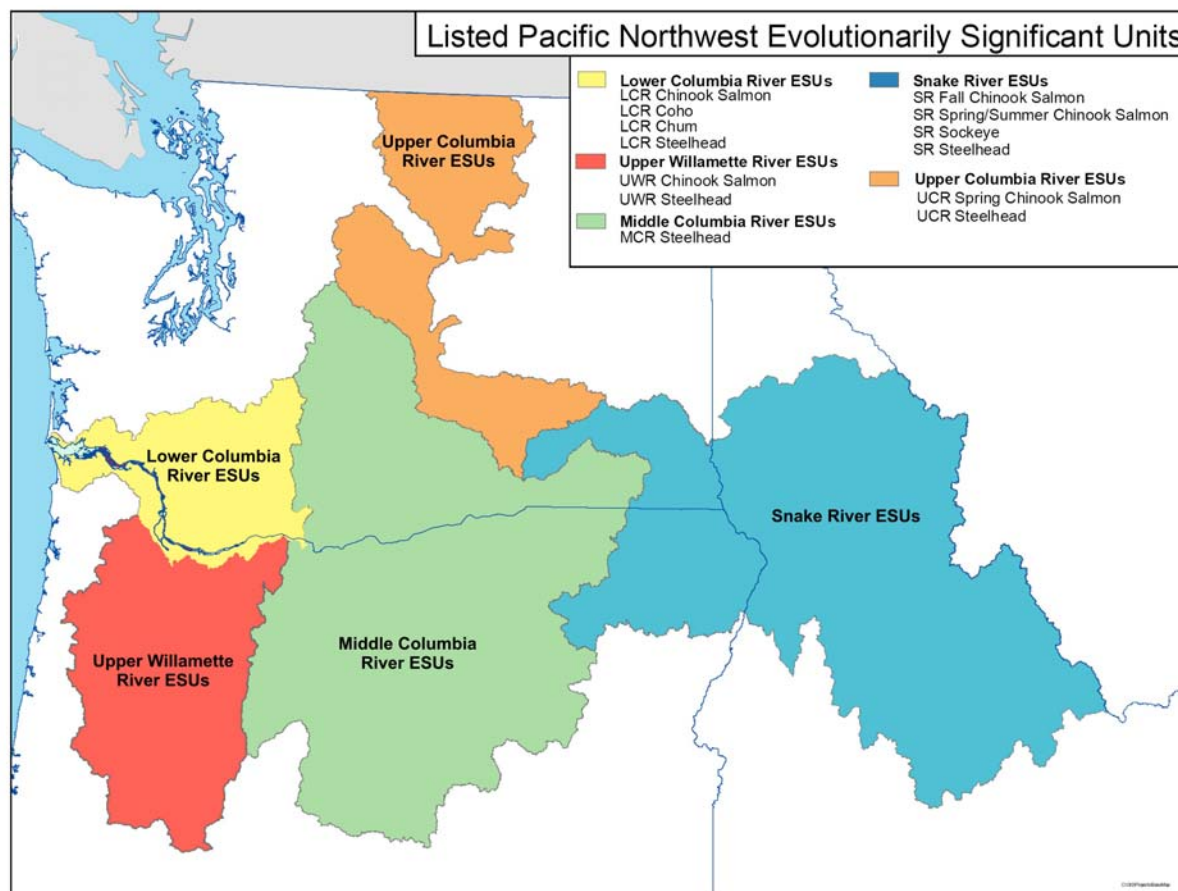 Listed Pacific Northwest Evolutionarily Significant Units
Lower Columbia River ESUs
LCR Chinook Salmon
LCR Coho
LCR Chum
LCR Steelhead
Upper Willamette River ESUs
UWR Chinook Salmon
UWR Steelhead
Middle Columbia River ESUs
MCR Steelhead
Snake River ESUs
SR Fall Chinook Salmon
SR Spring/Summer Chinook Salmon
SR Sockeye
SR Steelhead
Upper Columbia River ESUs
UCR Spring Chinook Salmon
UCR Steelhead
Upper Columbia
River ESUs
Lower Columbia
River ESUs
Snake River ESUs
Middle Columbia
River ESUs
Upper Willamette
River ESUs